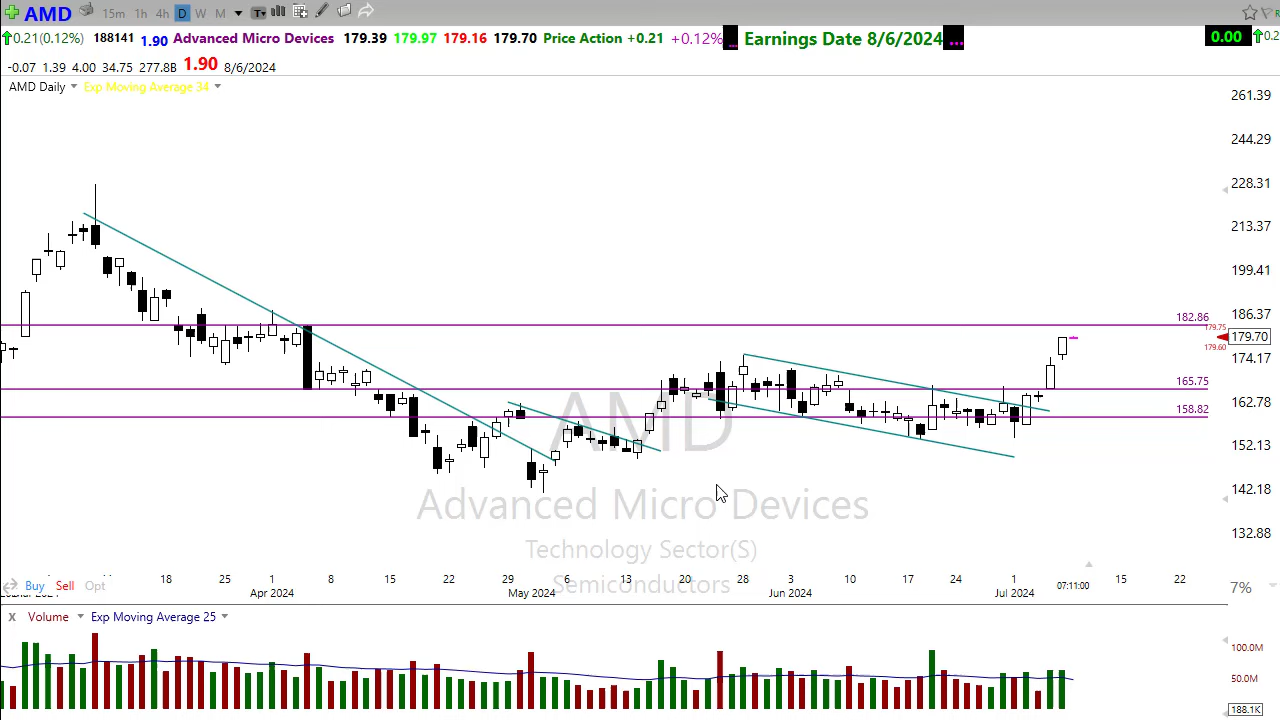 AMD 15m 1h 4h D W M T
0.21(0.12%) 188141 1.90 Advanced Micro Devices 179.39 179.97 179.16 179.70 Price Action +0.21 +0.12% ... Earnings Date 8/6/2024 ... 0.00 0.2
-0.07 1.39 4.00 34.75 277.8B 1.90 8/6/2024
AMD Daily Exp Moving Average 34
261.39
244.29
228.31
213.37
199.41
186.37
182.86
179.75
179.70
179.60
174.17
165.75
162.78
158.82
152.13
142.18
132.88
AMD
Advanced Micro Devices
Technology Sector(S)
Semiconductors
18 25 1 8 15 22 29 6 13 20 28 3 10 17 24 1 15 22
Apr 2024 May 2024 Jun 2024 Jul 2024 07:11:00
Buy Sell Opt 7%
X Volume Exp Moving Average 25
100.0M
50.0M
188.1K